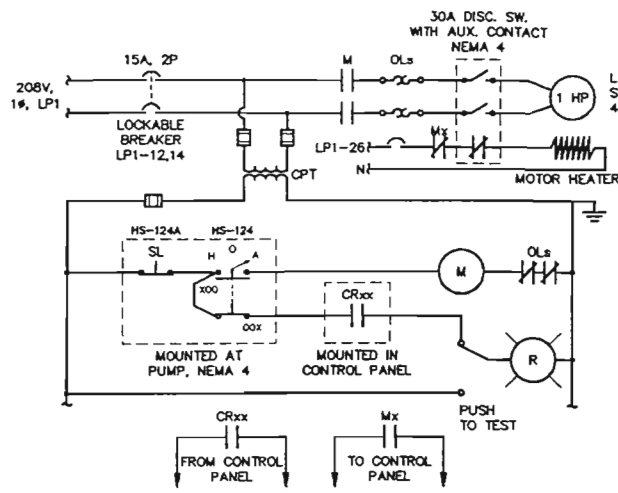 30A DISC. SW.
WITH AUX. CONTACT
NEMA 4
15A, 2P
M
OLs
208V,
1ø, LP1
1 HP
L
S
4
LOCKABLE
BREAKER
LP1-12,14
LP1-26
Mx
N
MOTOR HEATER
CPT
HS-124A
HS-124
SL
H
O
A
XOO
OOX
M
OLs
CRxx
MOUNTED AT
PUMP, NEMA 4
MOUNTED IN
CONTROL PANEL
R
PUSH
TO TEST
CRxx
FROM CONTROL
PANEL
Mx
TO CONTROL
PANEL